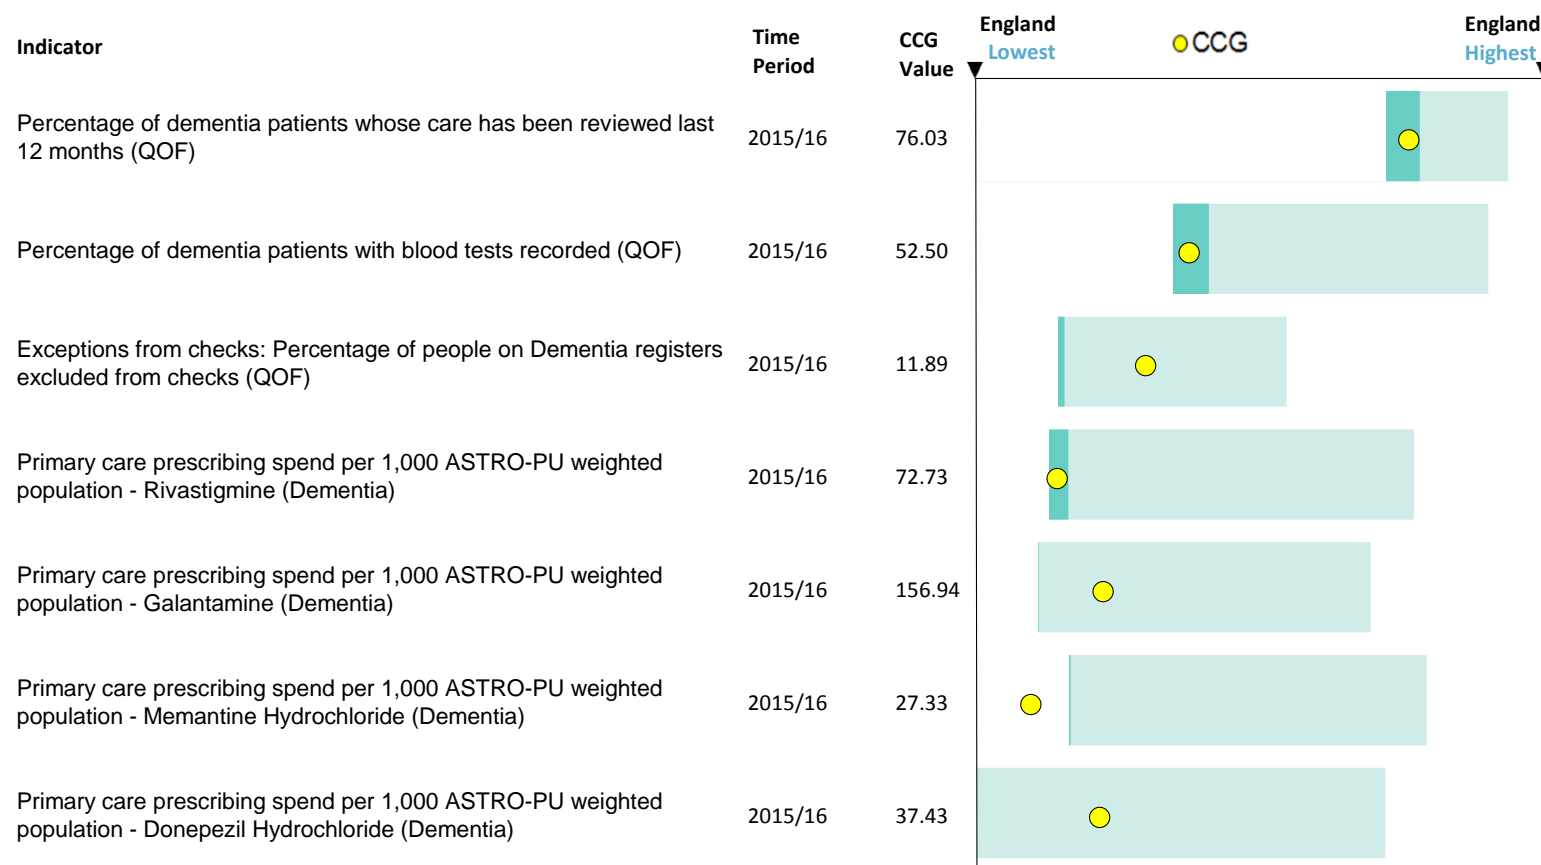 Indicator
Time Period
CCG Value
England Lowest
CCG
England Highest
Percentage of dementia patients whose care has been reviewed last
12 months (QOF)
2015/16
76.03
Percentage of dementia patients with blood tests recorded (QOF)
2015/16
52.50
Exceptions from checks: Percentage of people on Dementia registers
excluded from checks (QOF)
2015/16
11.89
Primary care prescribing spend per 1,000 ASTRO-PU weighted
population - Rivastigmine (Dementia)
2015/16
72.73
Primary care prescribing spend per 1,000 ASTRO-PU weighted
population - Galantamine (Dementia)
2015/16
156.94
Primary care prescribing spend per 1,000 ASTRO-PU weighted
population - Memantine Hydrochloride (Dementia)
2015/16
27.33
Primary care prescribing spend per 1,000 ASTRO-PU weighted
population - Donepezil Hydrochloride (Dementia)
2015/16
37.43